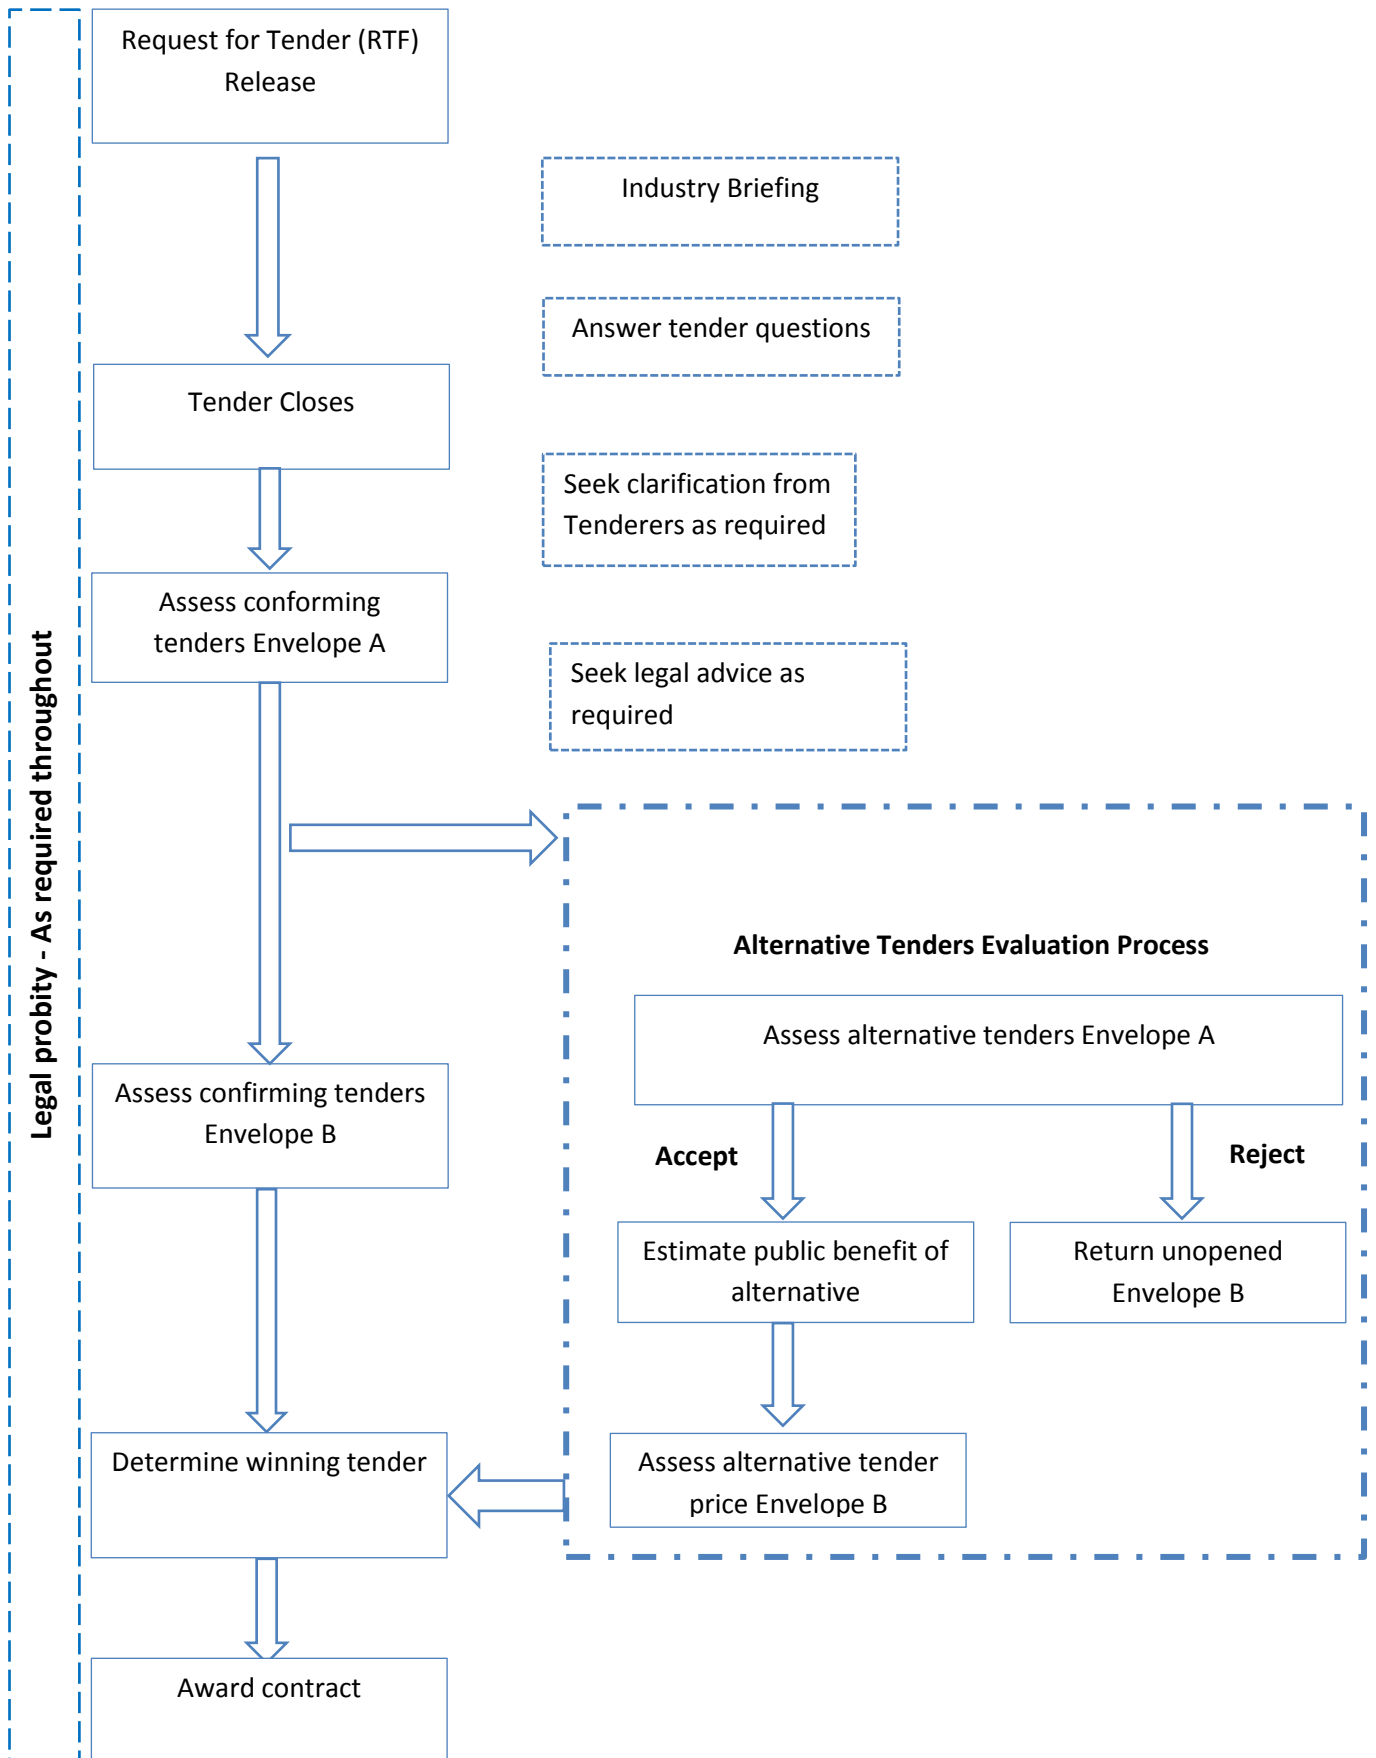 Request for Tender (RTF)
Release
Industry Briefing
Answer tender questions
Tender Closes
Seek clarification from
Tenderers as required
Assess conforming
tenders Envelope A
Seek legal advice as
required
Legal probity - As required throughout
Alternative Tenders Evaluation Process
Assess alternative tenders Envelope A
Assess confirming tenders
Envelope B
Accept
Reject
Estimate public benefit of
alternative
Return unopened
Envelope B
Determine winning tender
Assess alternative tender
price Envelope B
Award contract